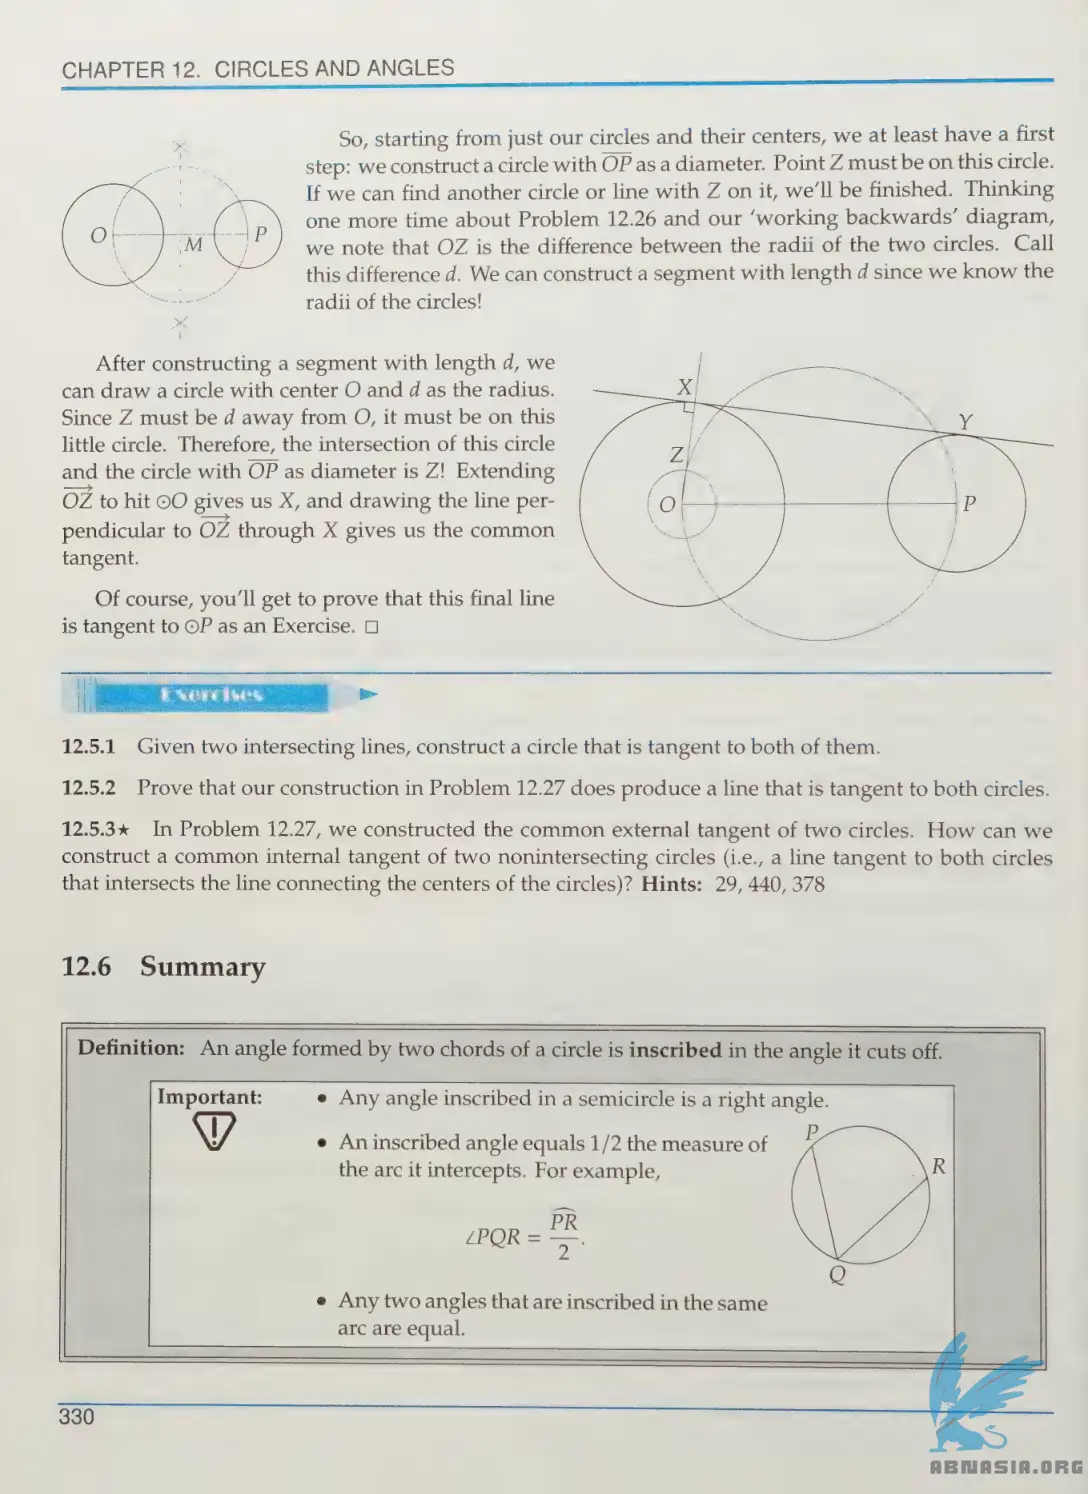 CHAPTER 12. CIRCLES AND ANGLES
So, starting from just our circles and their centers, we at least have a first
step: we construct a circle with O͞P͞ as a diameter. Point Z must be on this circle.
If we can find another circle or line with Z on it, we'll be finished. Thinking
one more time about Problem 12.26 and our 'working backwards' diagram,
we note that OZ is the difference between the radii of the two circles. Call
this difference d. We can construct a segment with length d since we know the
radii of the circles!
O
M
P
After constructing a segment with length d, we
can draw a circle with center O and d as the radius.
Since Z must be d away from O, it must be on this
little circle. Therefore, the intersection of this circle
and the circle with O͞P͞ as diameter is Z! Extending
OZ⃗ to hit ⊙O gives us X, and drawing the line per-
pendicular to OZ⃗ through X gives us the common
tangent.
X
Y
Z
O
P
Of course, you'll get to prove that this final line
is tangent to ⊙P as an Exercise. □
Exercises
12.5.1 Given two intersecting lines, construct a circle that is tangent to both of them.
12.5.2 Prove that our construction in Problem 12.27 does produce a line that is tangent to both circles.
12.5.3★ In Problem 12.27, we constructed the common external tangent of two circles. How can we
construct a common internal tangent of two nonintersecting circles (i.e., a line tangent to both circles
that intersects the line connecting the centers of the circles)? Hints: 29, 440, 378
12.6 Summary
Definition: An angle formed by two chords of a circle is inscribed in the angle it cuts off.
Important:
• Any angle inscribed in a semicircle is a right angle.
• An inscribed angle equals 1/2 the measure of
the arc it intercepts. For example,
∠PQR = P͡R / 2.
P
R
Q
• Any two angles that are inscribed in the same
arc are equal.
330
ABNASIA.ORG